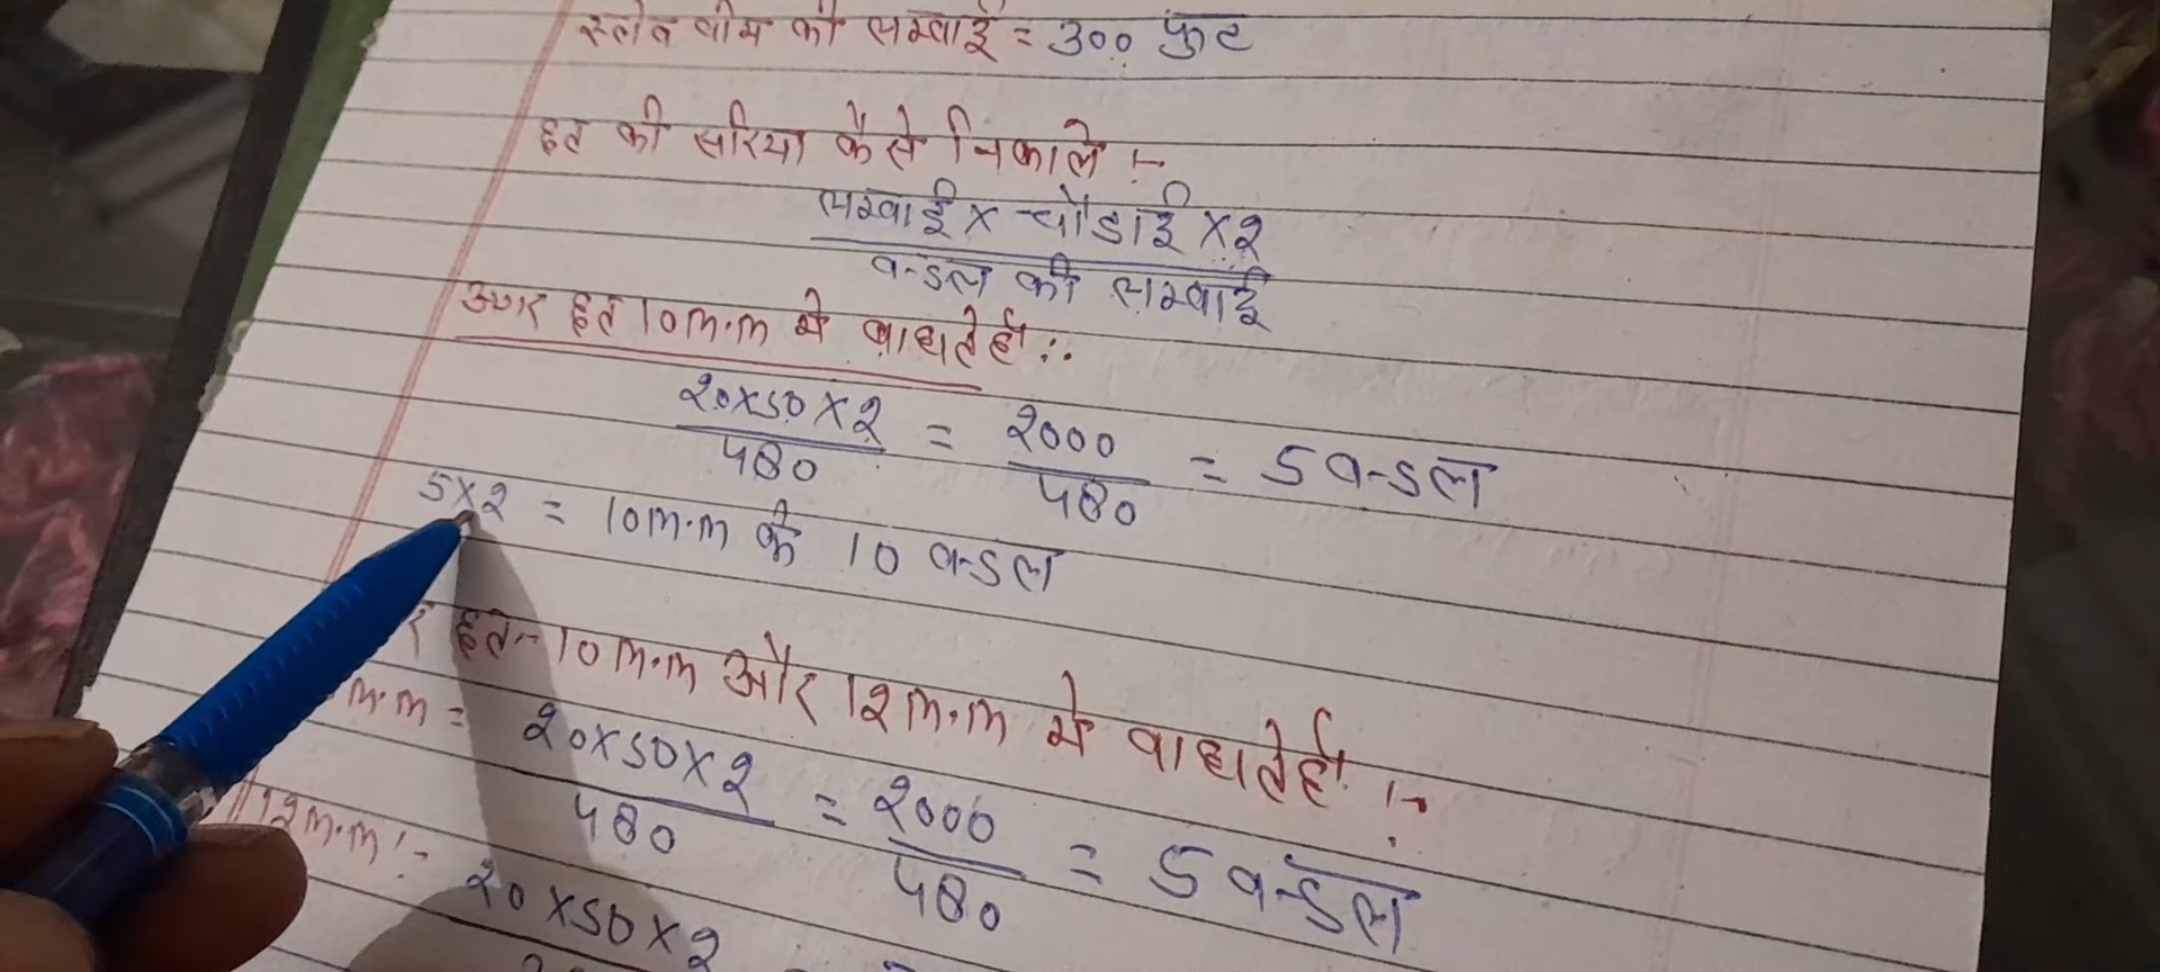 स्लेब बीम की लम्बाई = 300 फुट
छत की सरिया कैसे निकाले :-
लम्बाई × चौडाई × 2
बन्डल की लम्बाई
अगर छत 10 m.m मे बाधते है :.
20×50×2 / 480 = 2000 / 480 = 5 बन्डल
5×2 = 10 m.m के 10 बन्डल
र छत- 10 m.m और 12 m.m मे बाधते है :-
m.m = 20×50×2 / 480 = 2000 / 480 = 5 बन्डल
12 m.m :- 20×50×2